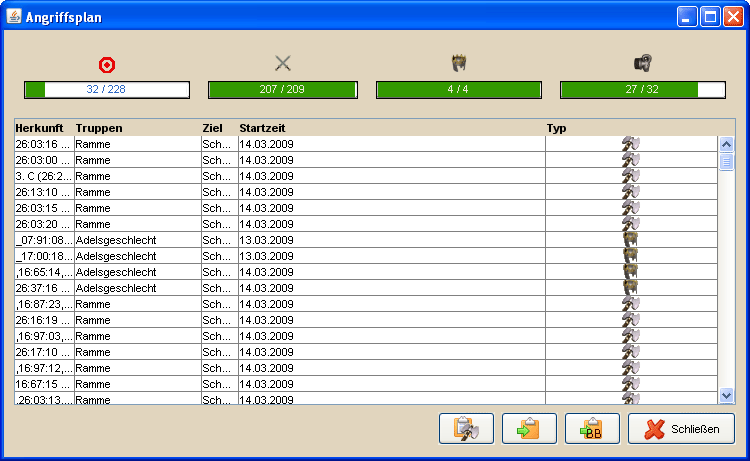 Angriffsplan
32 / 228 207 / 209 4 / 4 27 / 32
Herkunft Truppen Ziel Startzeit Typ
26:03:16 ... Ramme Sch... 14.03.2009
26:03:00 ... Ramme Sch... 14.03.2009
3. C (26:2... Ramme Sch... 14.03.2009
26:13:10 ... Ramme Sch... 14.03.2009
26:03:15 ... Ramme Sch... 14.03.2009
26:03:20 ... Ramme Sch... 14.03.2009
_07:91:08... Adelsgeschlecht Sch... 13.03.2009
_17:00:18... Adelsgeschlecht Sch... 13.03.2009
,16:65:14,... Adelsgeschlecht Sch... 14.03.2009
26:37:16 ... Adelsgeschlecht Sch... 14.03.2009
,16:87:23,... Ramme Sch... 14.03.2009
26:16:19 ... Ramme Sch... 14.03.2009
,16:97:03,... Ramme Sch... 14.03.2009
26:17:10 ... Ramme Sch... 14.03.2009
,16:97:12,... Ramme Sch... 14.03.2009
16:67:15 ... Ramme Sch... 14.03.2009
,26:03:13,... Ramme Sch... 14.03.2009
BB Schließen